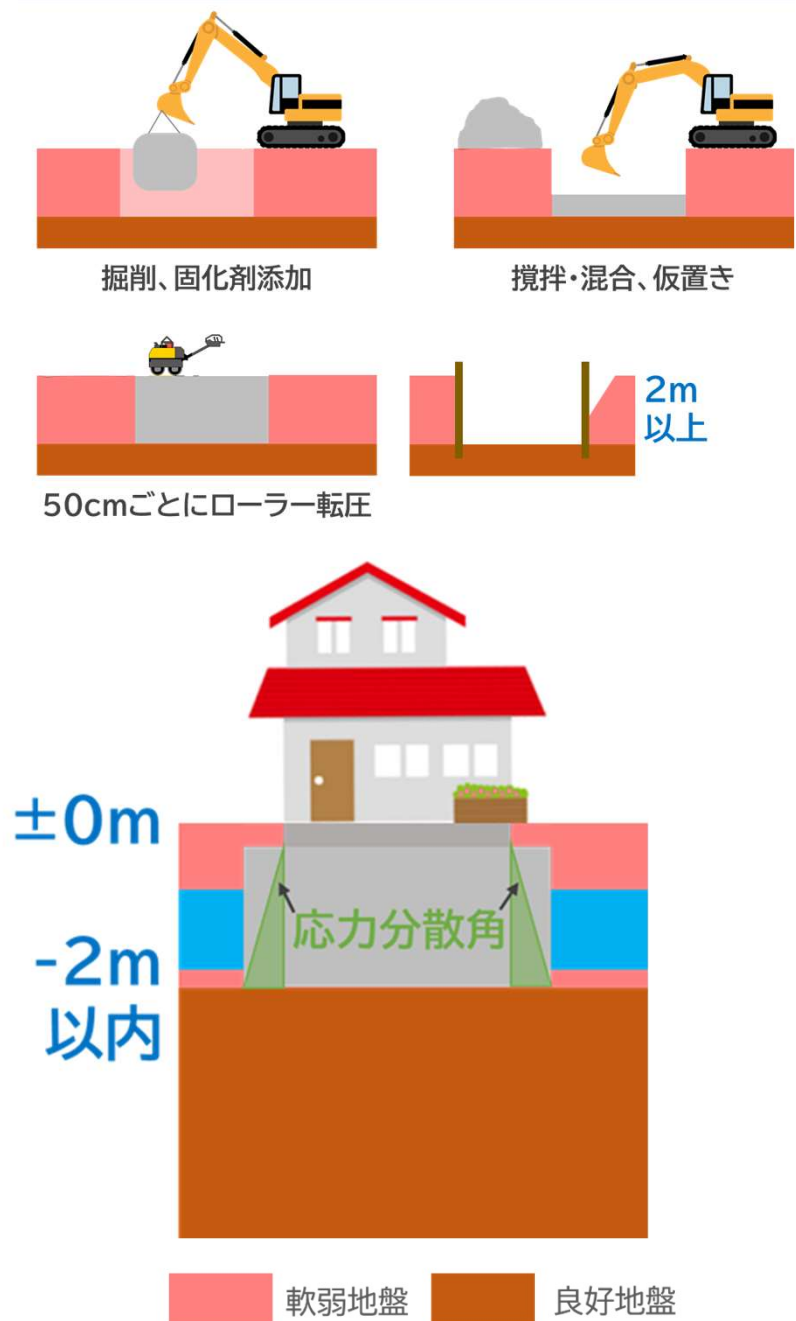 掘削、固化剤添加
撹拌・混合、仮置き
2m
以上
50cmごとにローラー転圧
±0m
応力分散角
-2m
以内
軟弱地盤
良好地盤